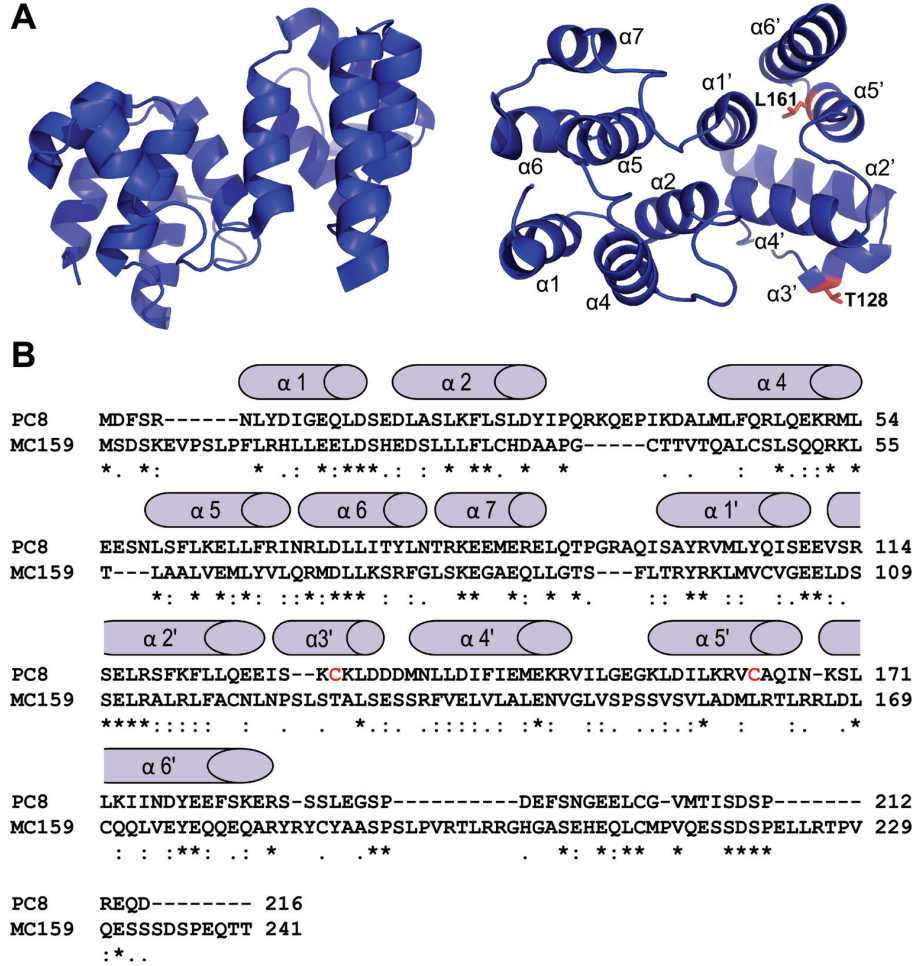 A
α7
α6'
α1'
L161
α5'
α6
α5
α2
α2'
α4'
α1
α4
α3'
T128
B
α 1 α 2 α 4
PC8 MDFSR------NLYDIGEQLDSEDLASLKFLSLDYIPQRKQEPIKDALMLFQRLQEKRML 54
MC159 MSDSKEVPSLPFLRHLLEELDSHEDSLLLFLCHDAAPG-----CTTVTQALCSLSQQRKL 55
*. *: * .: *:*** : : *.** * * . . : *.::* *
α 5 α 6 α 7 α 1'
PC8 EESNLSFLKELLFRINRLDLLITYLNTRKEEMERELQTPGRAQISAYRVMLYQISEEVSR 114
MC159 T---LAALVEMLYVLQRMDLLKSRFGLSKEGAEQLLGTS---FLTRYRKLMVCVGEELDS 109
*: * *:*: ::*:*** : :. ** *: * *. :: ** :: :.**:.
α 2' α3' α 4' α 5'
PC8 SELRSFKFLLQEEIS--KCKLDDDMNLLDIFIEMEKRVILGEGKLDILKRVCAQIN-KSL 171
MC159 SELRALRLFACNLNPSLSTALSESSRFVELVLALENVGLVSPSSVSVLADMLRTLRRLDL 169
****::::: : . . *.:. .::::.: :*: ::. ..:.:* : :. .*
α 6'
PC8 LKIINDYEEFSKERS-SSLEGSP----------DEFSNGEELCG-VMTISDSP------- 212
MC159 CQQLVEYEQQEQARYRYCYAASPSLPVRTLRRGHGASEHEQLCMPVQESSDSPELLRTPV 229
: : :**: .: * . .** . *: *:** * ****
PC8 REQD-------- 216
MC159 QESSSDSPEQTT 241
:*..